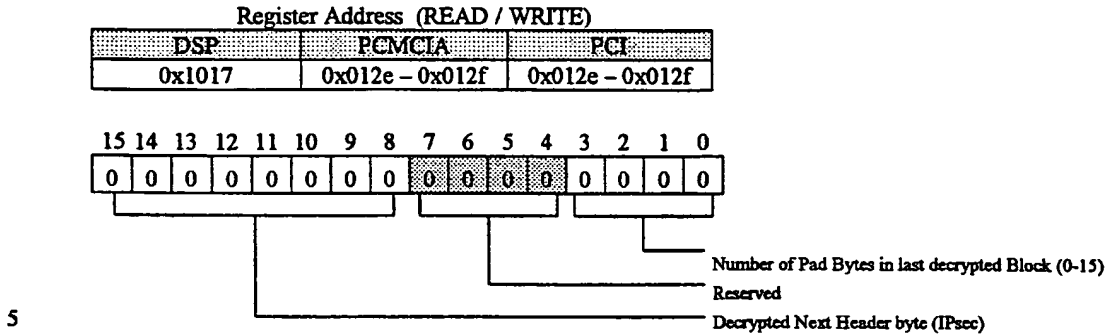 Register Address (READ / WRITE)
DSP PCMCIA PCI
0x1017 0x012e – 0x012f 0x012e – 0x012f
15 14 13 12 11 10 9 8 7 6 5 4 3 2 1 0
0 0 0 0 0 0 0 0 0 0 0 0 0 0 0 0
Number of Pad Bytes in last decrypted Block (0-15)
Reserved
5 Decrypted Next Header byte (IPsec)